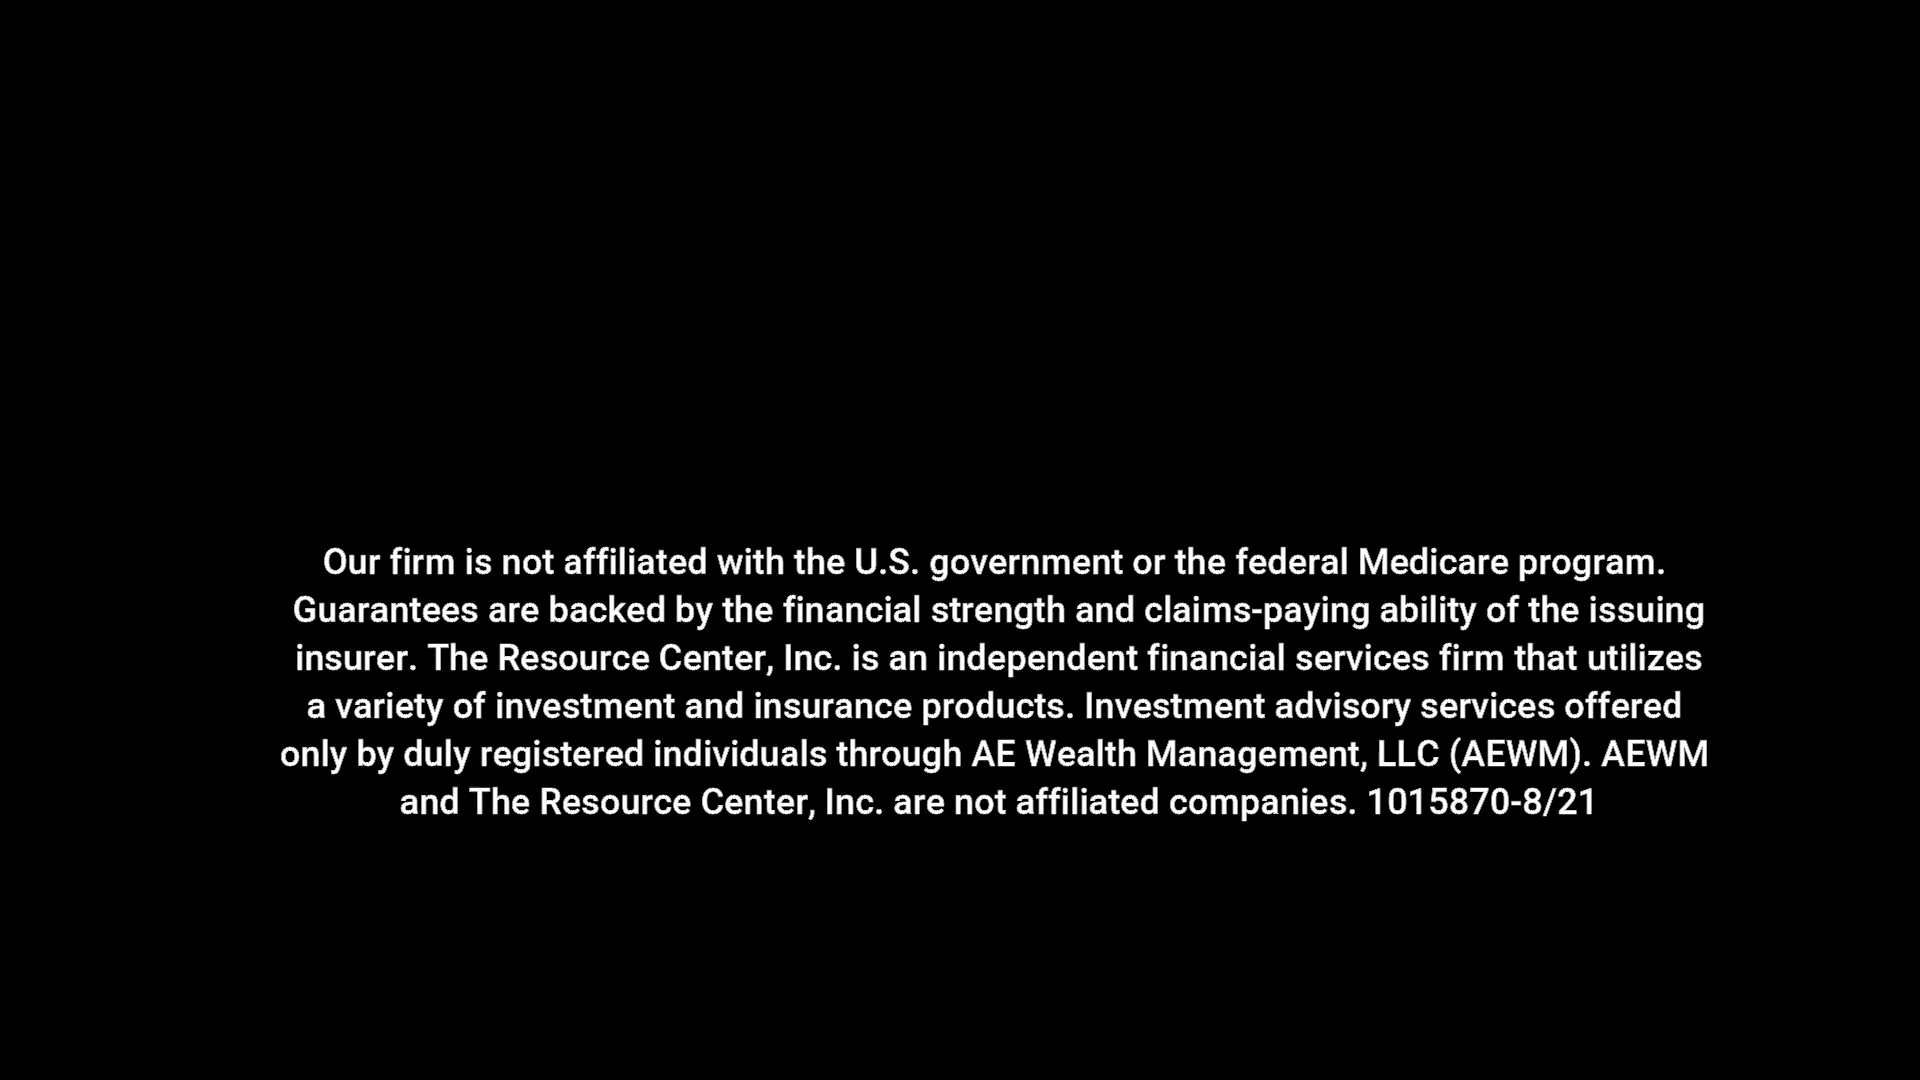 Our firm is not affiliated with the U.S. government or the federal Medicare program.
Guarantees are backed by the financial strength and claims-paying ability of the issuing
insurer. The Resource Center, Inc. is an independent financial services firm that utilizes
a variety of investment and insurance products. Investment advisory services offered
only by duly registered individuals through AE Wealth Management, LLC (AEWM). AEWM
and The Resource Center, Inc. are not affiliated companies. 1015870-8/21